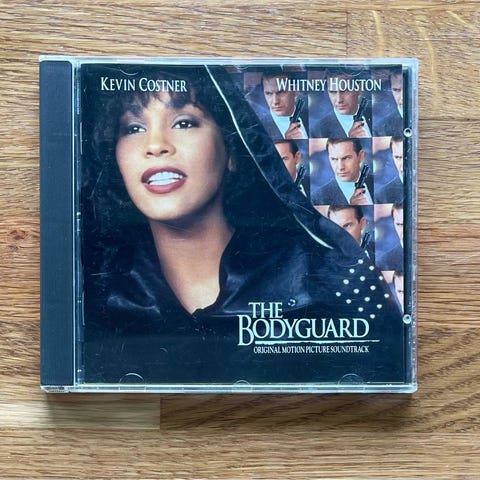 KEVIN COSTNER
WHITNEY HOUSTON
THE
BODYGUARD
ORIGINAL MOTION PICTURE SOUNDTRACK